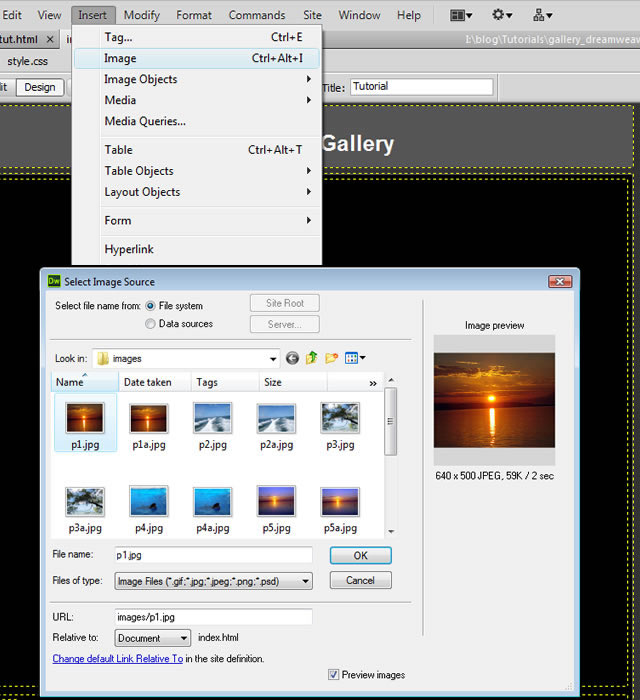 Edit View Insert Modify Format Commands Site Window Help
tut.html × I:\blog\Tutorials\gallery_dreamweav
Tag... Ctrl+E
style.css
Image Ctrl+Alt+I
Image Objects
Design Title: Tutorial
Media
Media Queries...
Gallery
Table Ctrl+Alt+T
Table Objects
Layout Objects
Form
Hyperlink
Dw Select Image Source
Select file name from: File system Site Root
Data sources Server...
Image preview
Look in: images
Name Date taken Tags Size »
p1.jpg p1a.jpg p2.jpg p2a.jpg p3.jpg
640 x 500 JPEG, 59K / 2 sec
p3a.jpg p4.jpg p4a.jpg p5.jpg p5a.jpg
File name: p1.jpg OK
Files of type: Image Files (*.gif;*.jpg;*.jpeg;*.png;*.psd) Cancel
URL: images/p1.jpg
Relative to: Document index.html
Change default Link Relative To in the site definition.
Preview images